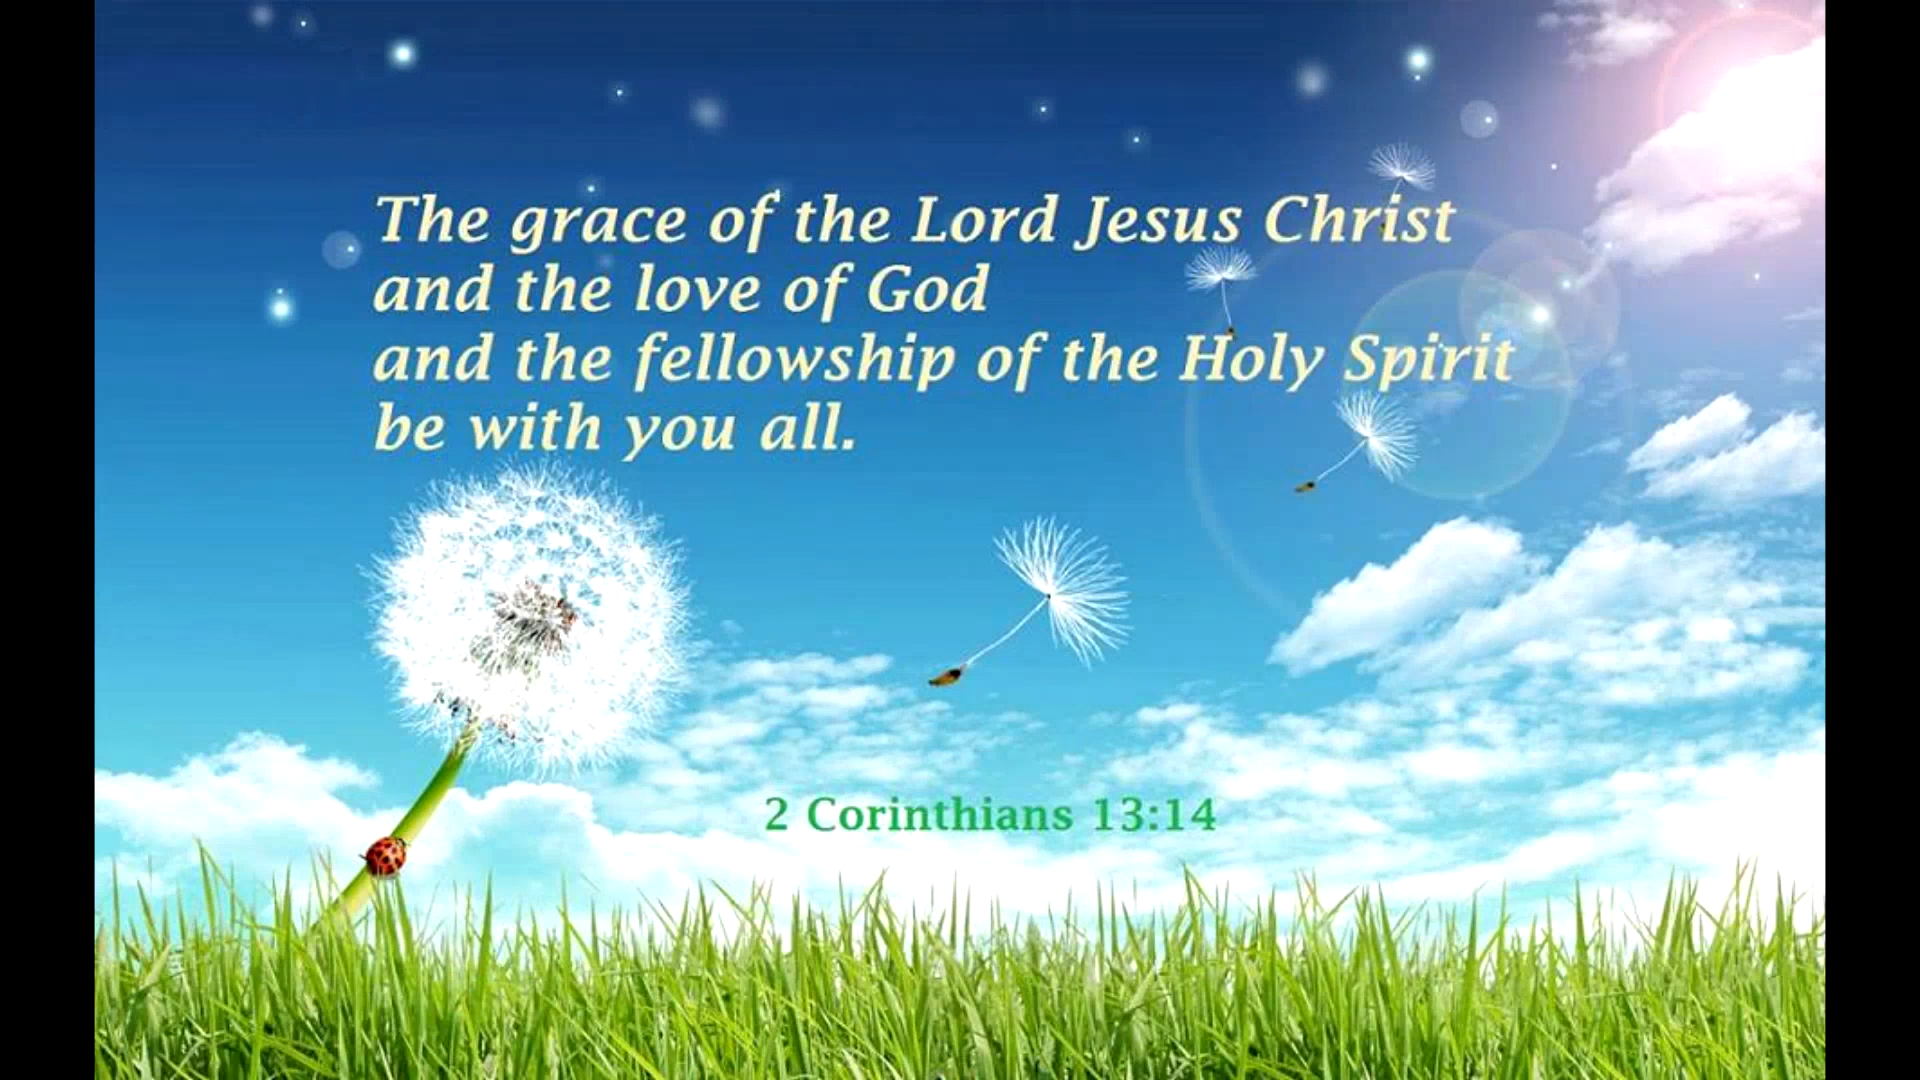 The grace of the Lord Jesus Christ
and the love of God
and the fellowship of the Holy Spirit
be with you all.
2 Corinthians 13:14